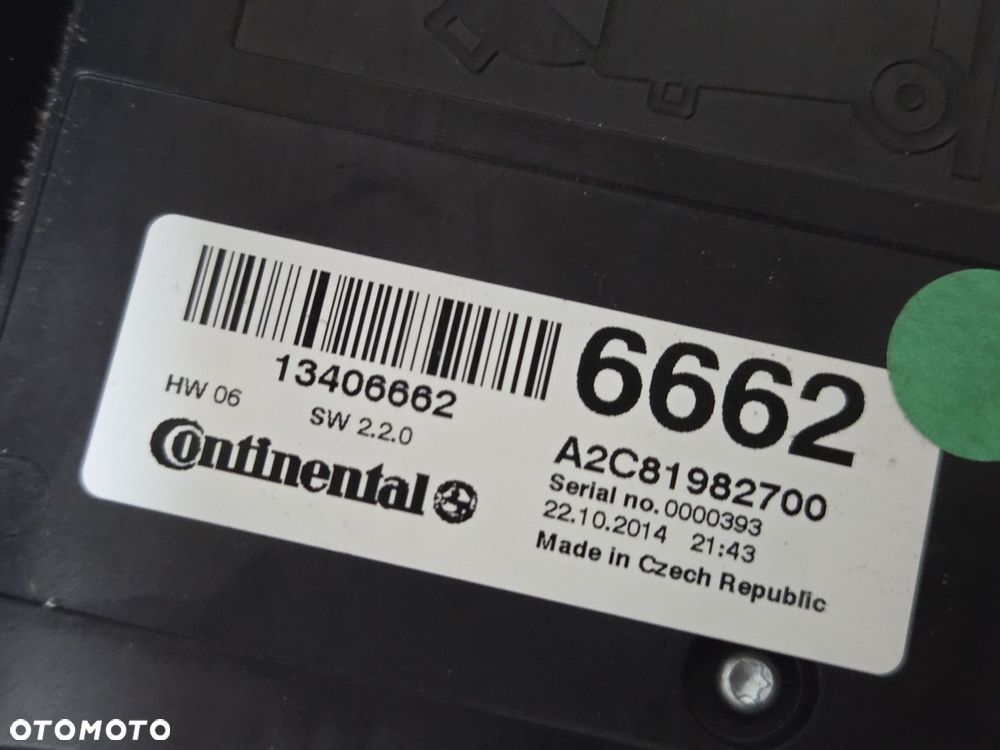 13406662
HW 06
SW 2.2.0
Continental
6662
A2C81982700
Serial no. 0000393
22.10.2014 21:43
Made in Czech Republic
OTOMOTO